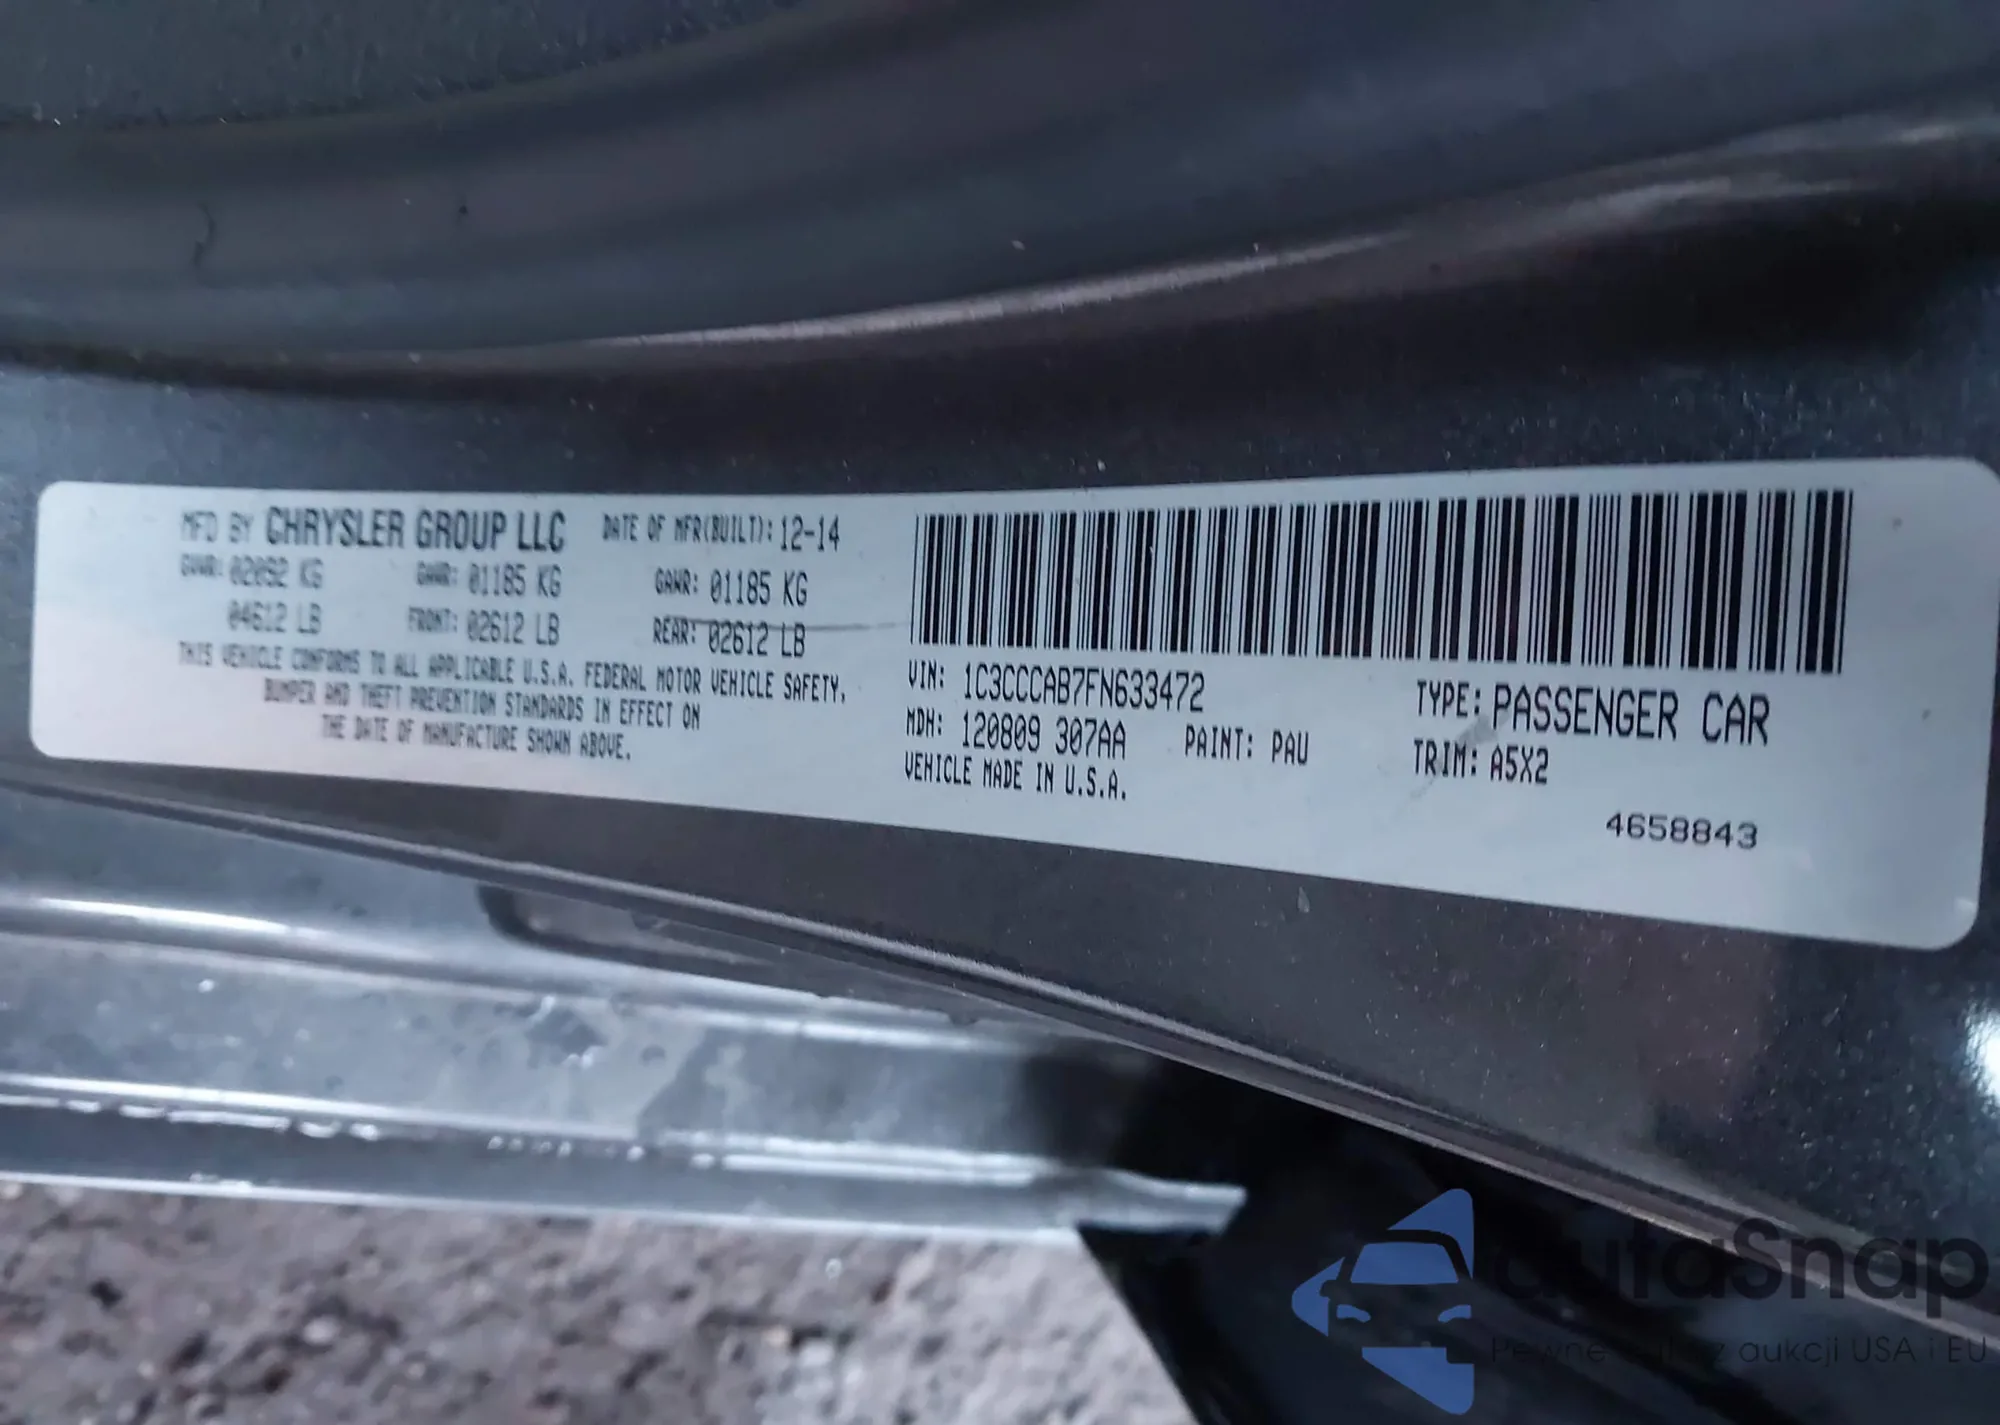 MFD BY CHRYSLER GROUP LLC DATE OF MFR(BUILT): 12-14
GVWR: 02092 KG GAWR: 01185 KG GAWR: 01185 KG
04612 LB FRONT: 02612 LB REAR: 02612 LB
THIS VEHICLE CONFORMS TO ALL APPLICABLE U.S.A. FEDERAL MOTOR VEHICLE SAFETY,
BUMPER AND THEFT PREVENTION STANDARDS IN EFFECT ON
THE DATE OF MANUFACTURE SHOWN ABOVE.
VIN: 1C3CCCAB7FN633472 TYPE: PASSENGER CAR
MDH: 120809 307AA PAINT: PAU TRIM: A5X2
VEHICLE MADE IN U.S.A.
4658843
autaSnap
Pewne auta z aukcji USA i EU